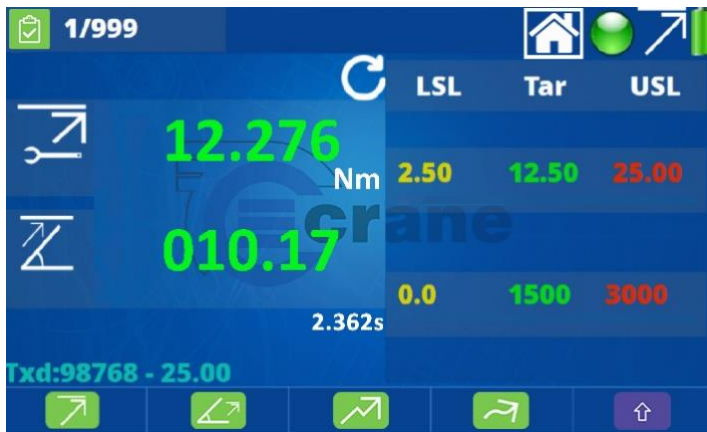 1/999
LSL Tar USL
12.276
Nm
2.50 12.50 25.00
crane
010.17
0.0 1500 3000
2.362s
Txd:98768 - 25.00